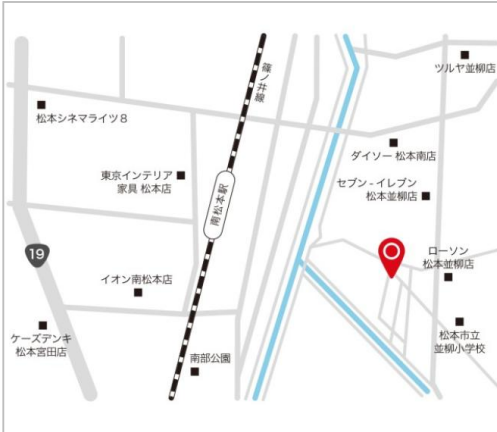 ツルヤ並柳店
篠ノ井線
松本シネマライツ8
ダイソー 松本南店
東京インテリア
家具 松本店
セブン-イレブン
松本並柳店
南松本駅
19
ローソン
松本並柳店
イオン南松本店
ケーズデンキ
松本宮田店
松本市立
並柳小学校
南部公園